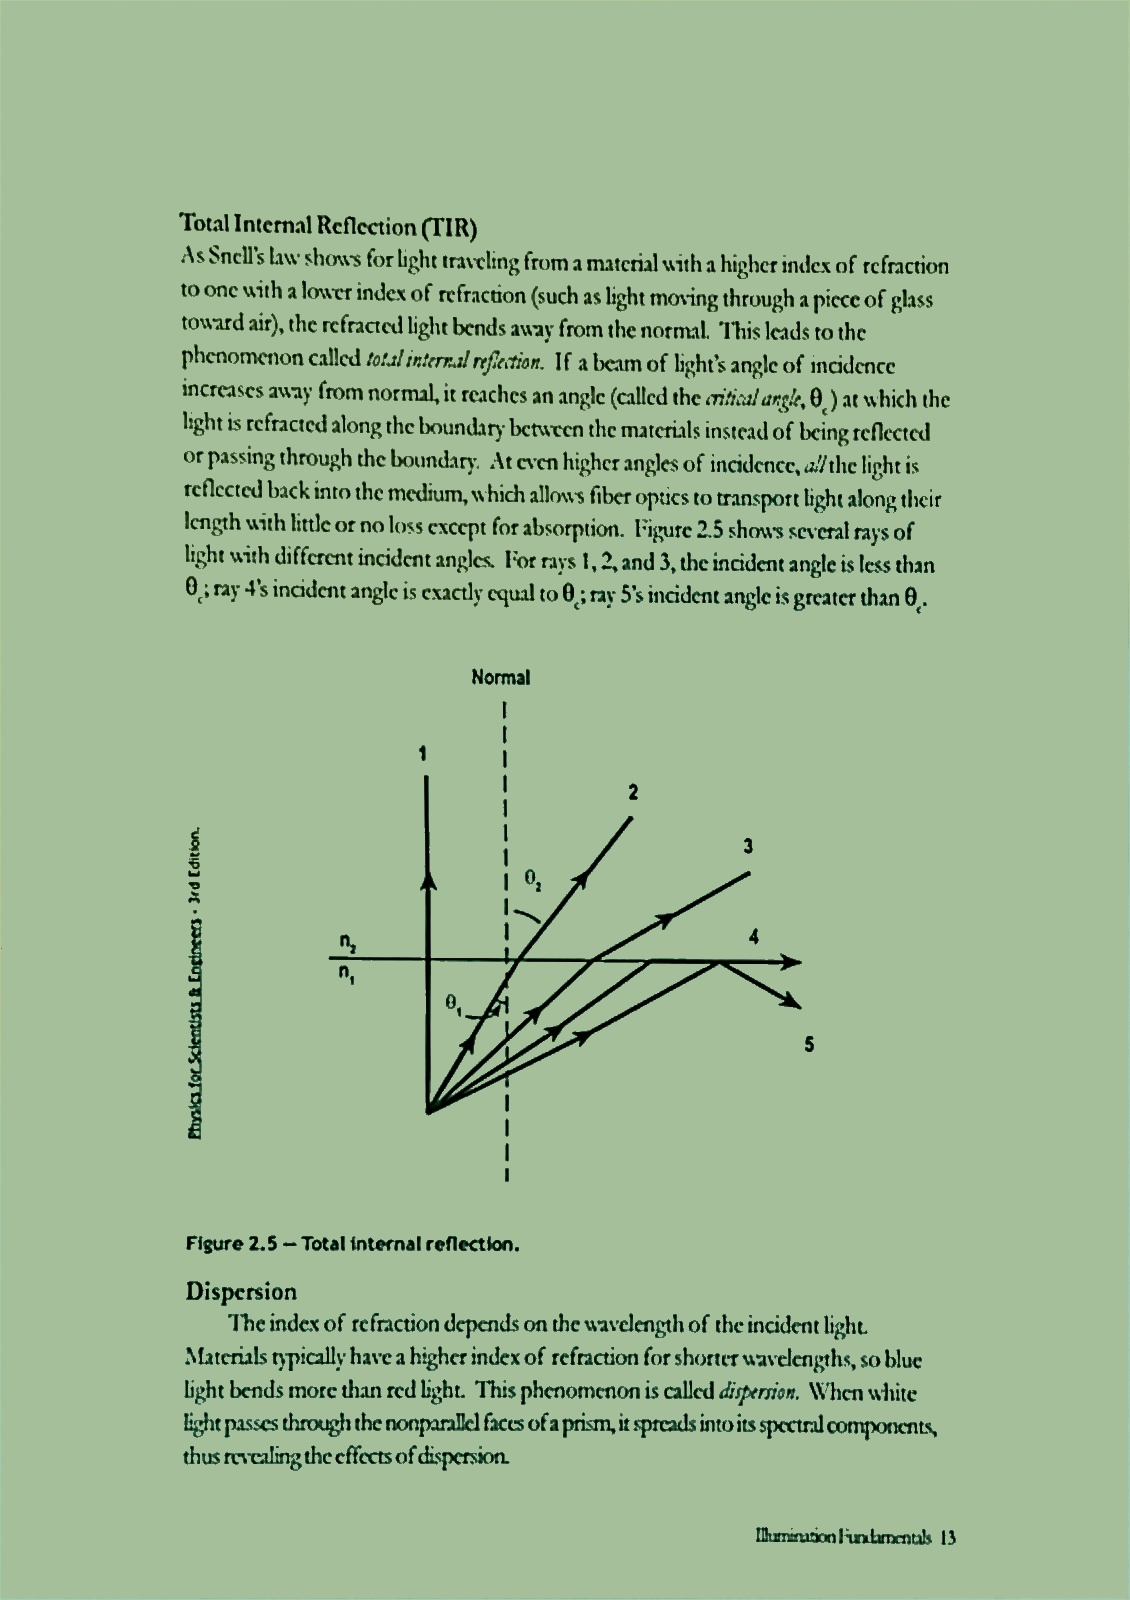 Total Internal Reflection (TIR)
As Snell's law shows for light traveling from a material with a higher index of refraction
to one with a lower index of refraction (such as light moving through a piece of glass
toward air), the refracted light bends away from the normal. This leads to the
phenomenon called total internal reflection. If a beam of light's angle of incidence
increases away from normal, it reaches an angle (called the critical angle, θc) at which the
light is refracted along the boundary between the materials instead of being reflected
or passing through the boundary. At even higher angles of incidence, all the light is
reflected back into the medium, which allows fiber optics to transport light along their
length with little or no loss except for absorption. Figure 2.5 shows several rays of
light with different incident angles. For rays 1, 2, and 3, the incident angle is less than
θc; ray 4's incident angle is exactly equal to θc; ray 5's incident angle is greater than θc.
Normal
1
2
3
θ2
4
n2
n1
θ1
5
Physics for Scientists & Engineers - 3rd Edition.
Figure 2.5 – Total internal reflection.
Dispersion
The index of refraction depends on the wavelength of the incident light.
Materials typically have a higher index of refraction for shorter wavelengths, so blue
light bends more than red light. This phenomenon is called dispersion. When white
light passes through the nonparallel faces of a prism, it spreads into its spectral components,
thus revealing the effects of dispersion.
Illumination Fundamentals 13